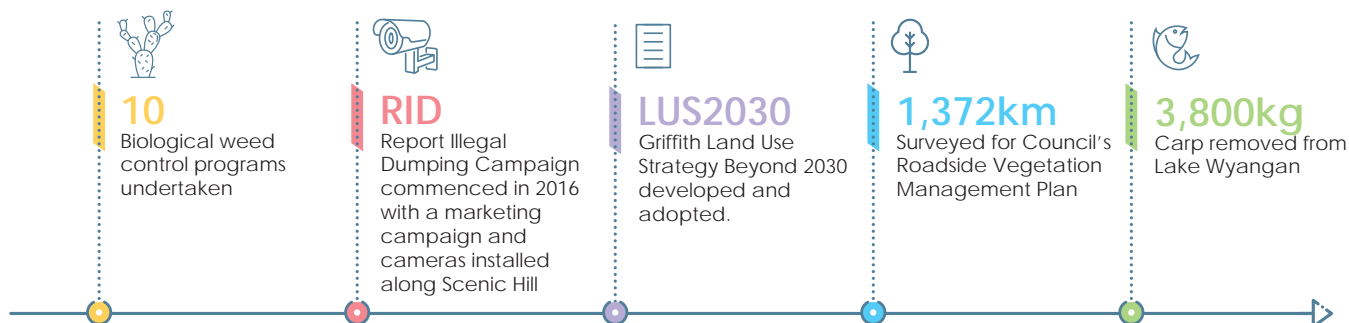 10
Biological weed
control programs
undertaken
RID
Report Illegal
Dumping Campaign
commenced in 2016
with a marketing
campaign and
cameras installed
along Scenic Hill
LUS2030
Griffith Land Use
Strategy Beyond 2030
developed and
adopted.
1,372km
Surveyed for Council's
Roadside Vegetation
Management Plan
3,800kg
Carp removed from
Lake Wyangan